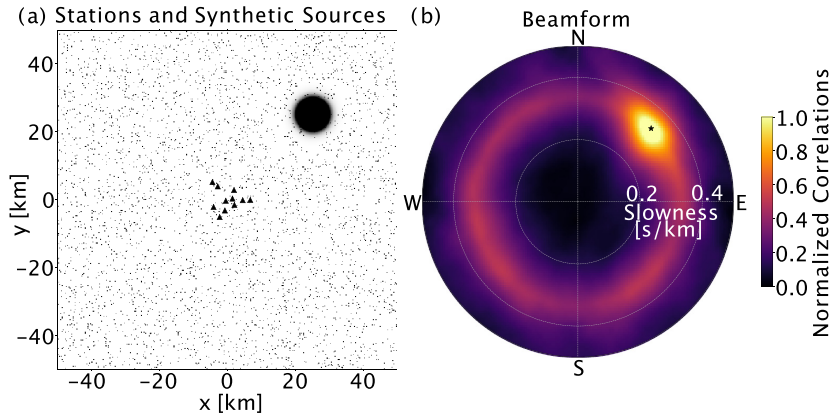 (a) Stations and Synthetic Sources
40
20
0
−20
−40
y [km]
−40 −20 0 20 40
x [km]
(b)
Beamform
N
W
E
S
0.2 0.4
Slowness
[s/km]
1.0
0.8
0.6
0.4
0.2
0.0
Normalized Correlations